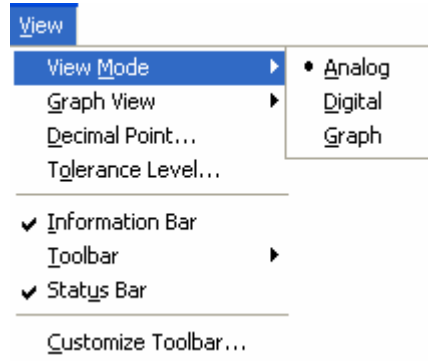 View
View Mode
Graph View
Decimal Point...
Tolerance Level...
Information Bar
Toolbar
Status Bar
Customize Toolbar...
Analog
Digital
Graph